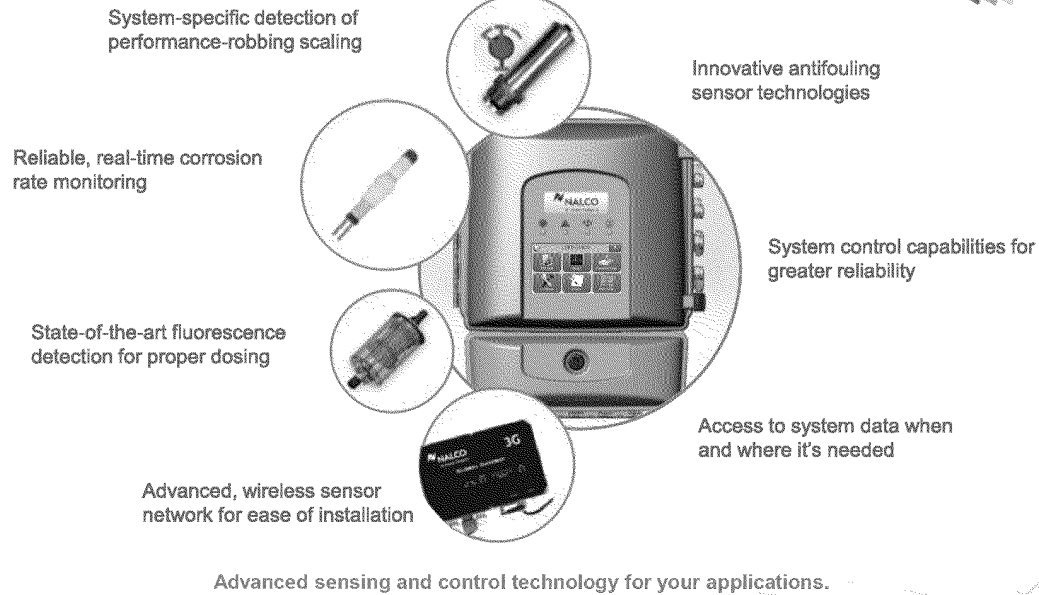 System-specific detection of
performance-robbing scaling
Innovative antifouling
sensor technologies
Reliable, real-time corrosion
rate monitoring
NALCO
System control capabilities for
greater reliability
State-of-the-art fluorescence
detection for proper dosing
3G
NALCO
Access to system data when
and where it's needed
Advanced, wireless sensor
network for ease of installation
Advanced sensing and control technology for your applications.